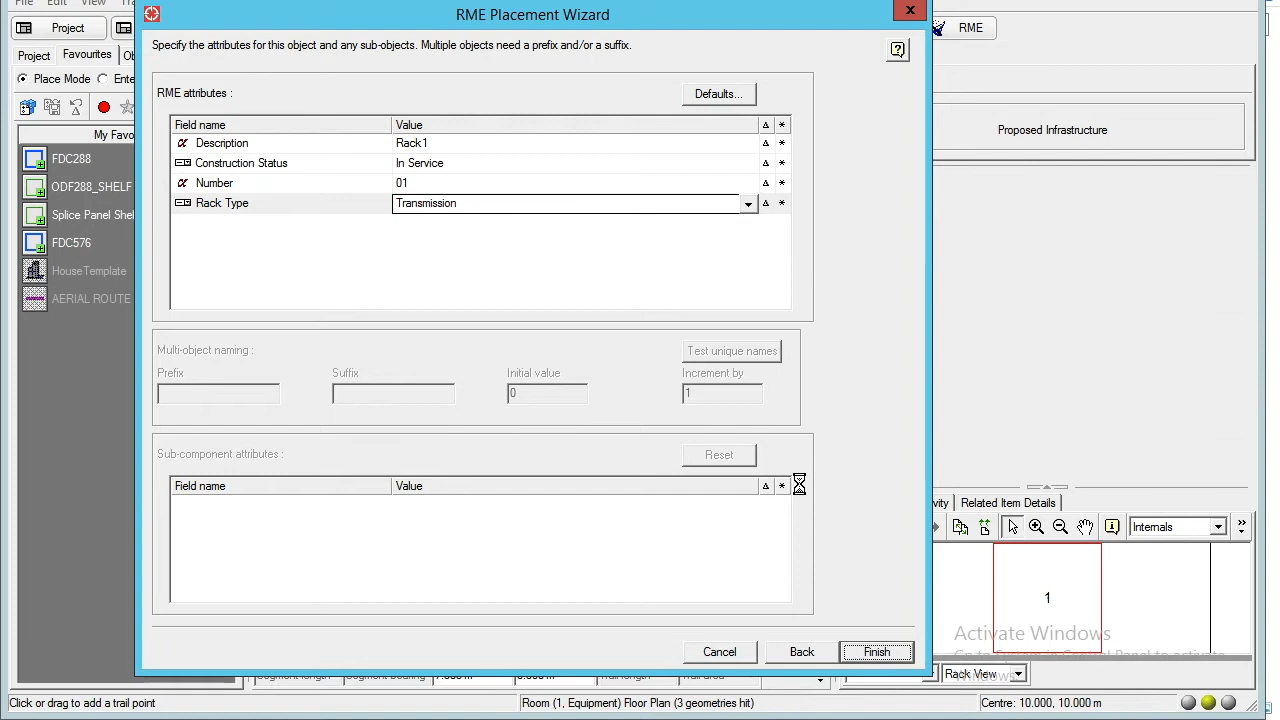 File Edit View
RME Placement Wizard
Project
RME
Specify the attributes for this object and any sub-objects. Multiple objects need a prefix and/or a suffix.
Project Favourites
Place Mode
RME attributes :
Defaults...
Proposed Infrastructure
Field name Value
My Favo
Description Rack1
FDC288
Construction Status In Service
Number 01
ODF288_SHELF
Rack Type Transmission
Splice Panel Shel
FDC576
HouseTemplate
AERIAL ROUTE
Multi-object naming :
Test unique names
Prefix Suffix Initial value Increment by
0 1
Sub-component attributes :
Reset
Field name Value
Related Item Details
Internals
1
Activate Windows
Cancel Back Finish
Rack View
Click or drag to add a trail point
Room (1, Equipment) Floor Plan (3 geometries hit)
Centre: 10.000, 10.000 m